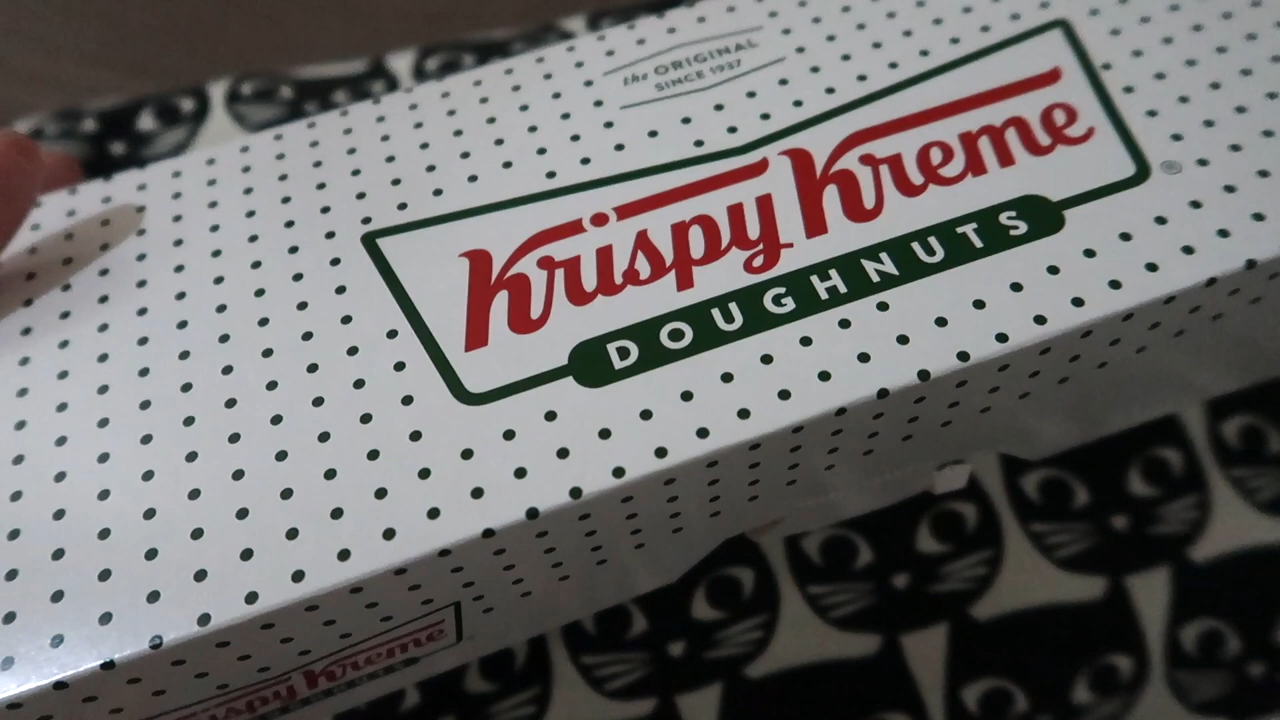 the ORIGINAL
SINCE 1937
Krispy Kreme
DOUGHNUTS
®
Krispy Kreme